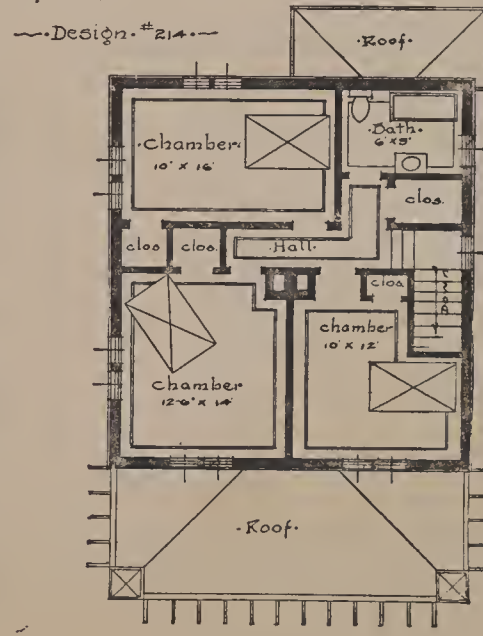 Design. #214.
Roof.
Bath.
6' x 9'
Chamber
10' x 16'
clos.
clos
clos.
Hall.
clos
chamber
10' x 12'
Chamber
12'-6" x 14'
Roof.